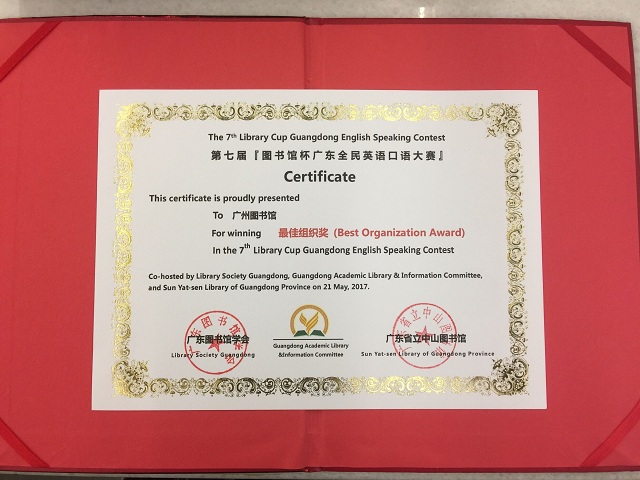 The 7th Library Cup Guangdong English Speaking Contest
第七届『图书馆杯广东全民英语口语大赛』
Certificate
This certificate is proudly presented
To 广州图书馆
For winning 最佳组织奖 (Best Organization Award)
In the 7th Library Cup Guangdong English Speaking Contest
Co-hosted by Library Society Guangdong, Guangdong Academic Library & Information Committee,
and Sun Yat-sen Library of Guangdong Province on 21 May, 2017.
广东图书馆学会
Library Society Guangdong
Guangdong Academic Library
&Information Committee
广东省立中山图书馆
Sun Yat-sen Library of Guangdong Province